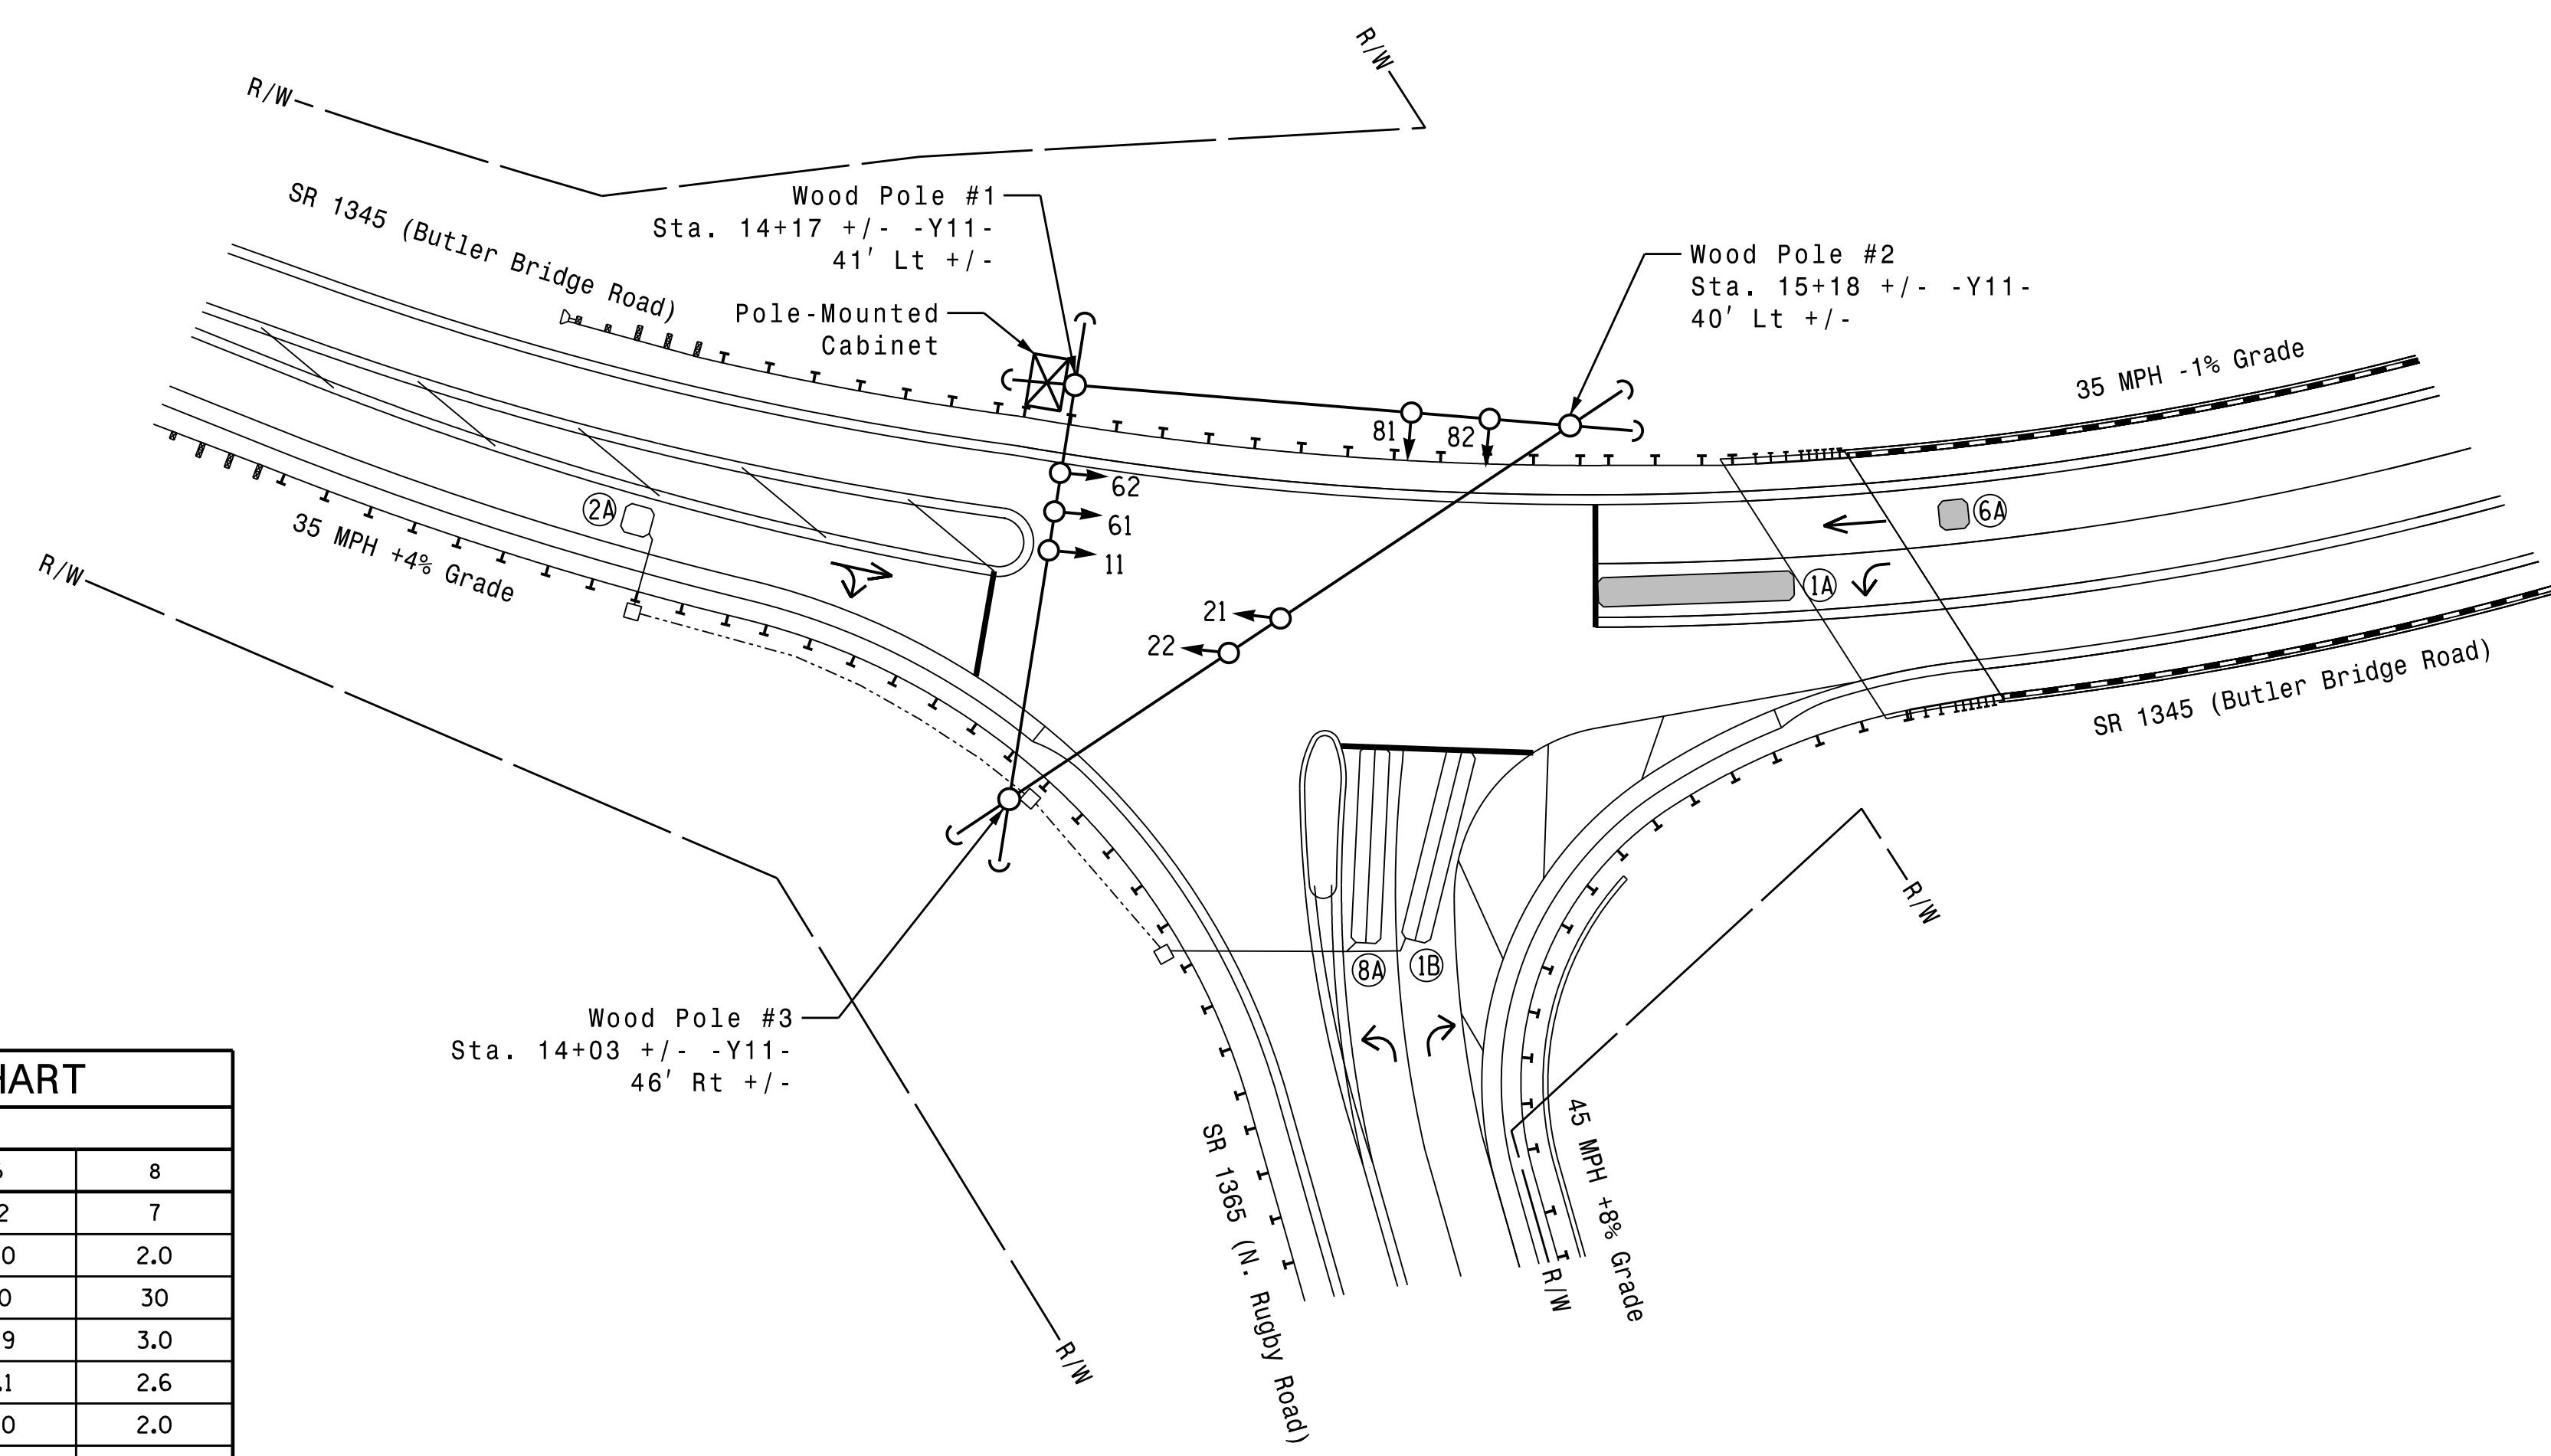 R/W
R/W
SR 1345 (Butler Bridge Road)
Wood Pole #1
Sta. 14+17 +/- -Y11-
41' Lt +/-
Pole-Mounted
Cabinet
Wood Pole #2
Sta. 15+18 +/- -Y11-
40' Lt +/-
35 MPH -1% Grade
81
82
62
61
11
2A
6A
1A
35 MPH +4% Grade
R/W
21
22
SR 1345 (Butler Bridge Road)
R/W
8A
1B
Wood Pole #3
Sta. 14+03 +/- -Y11-
46' Rt +/-
SR 1365 (N. Rugby Road)
45 MPH +8% Grade
R/W
R/W
8
7
2.0
30
9 3.0
.1 2.6
0 2.0